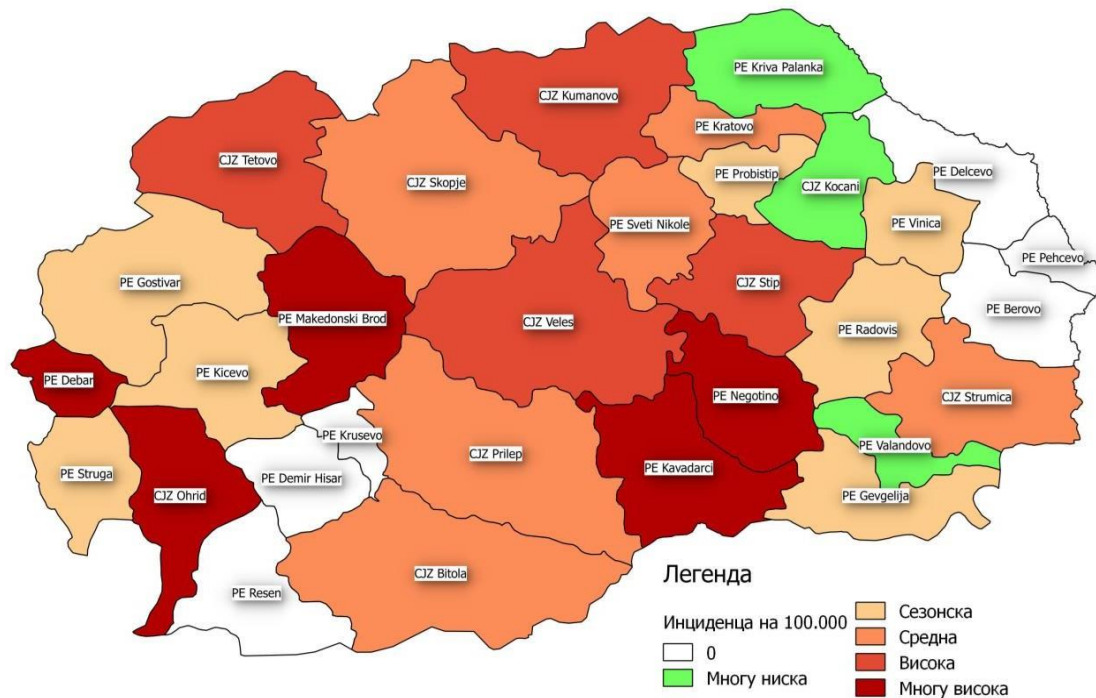 PE Kriva Palanka
CJZ Kumanovo
PE Kratovo
CJZ Tetovo
CJZ Skopje
PE Probistip
PE Delcevo
CJZ Kocani
PE Sveti Nikole
PE Vinica
PE Pehcevo
PE Gostivar
CJZ Stip
PE Berovo
PE Makedonski Brod
CJZ Veles
PE Radovis
PE Debar
PE Kicevo
PE Negotino
CJZ Strumica
PE Krusevo
CJZ Prilep
PE Valandovo
PE Struga
PE Demir Hisar
PE Kavadarci
CJZ Ohrid
PE Gevgelija
CJZ Bitola
PE Resen
Легенда
Инциденца на 100.000
0
Многу ниска
Сезонска
Средна
Висока
Многу висока